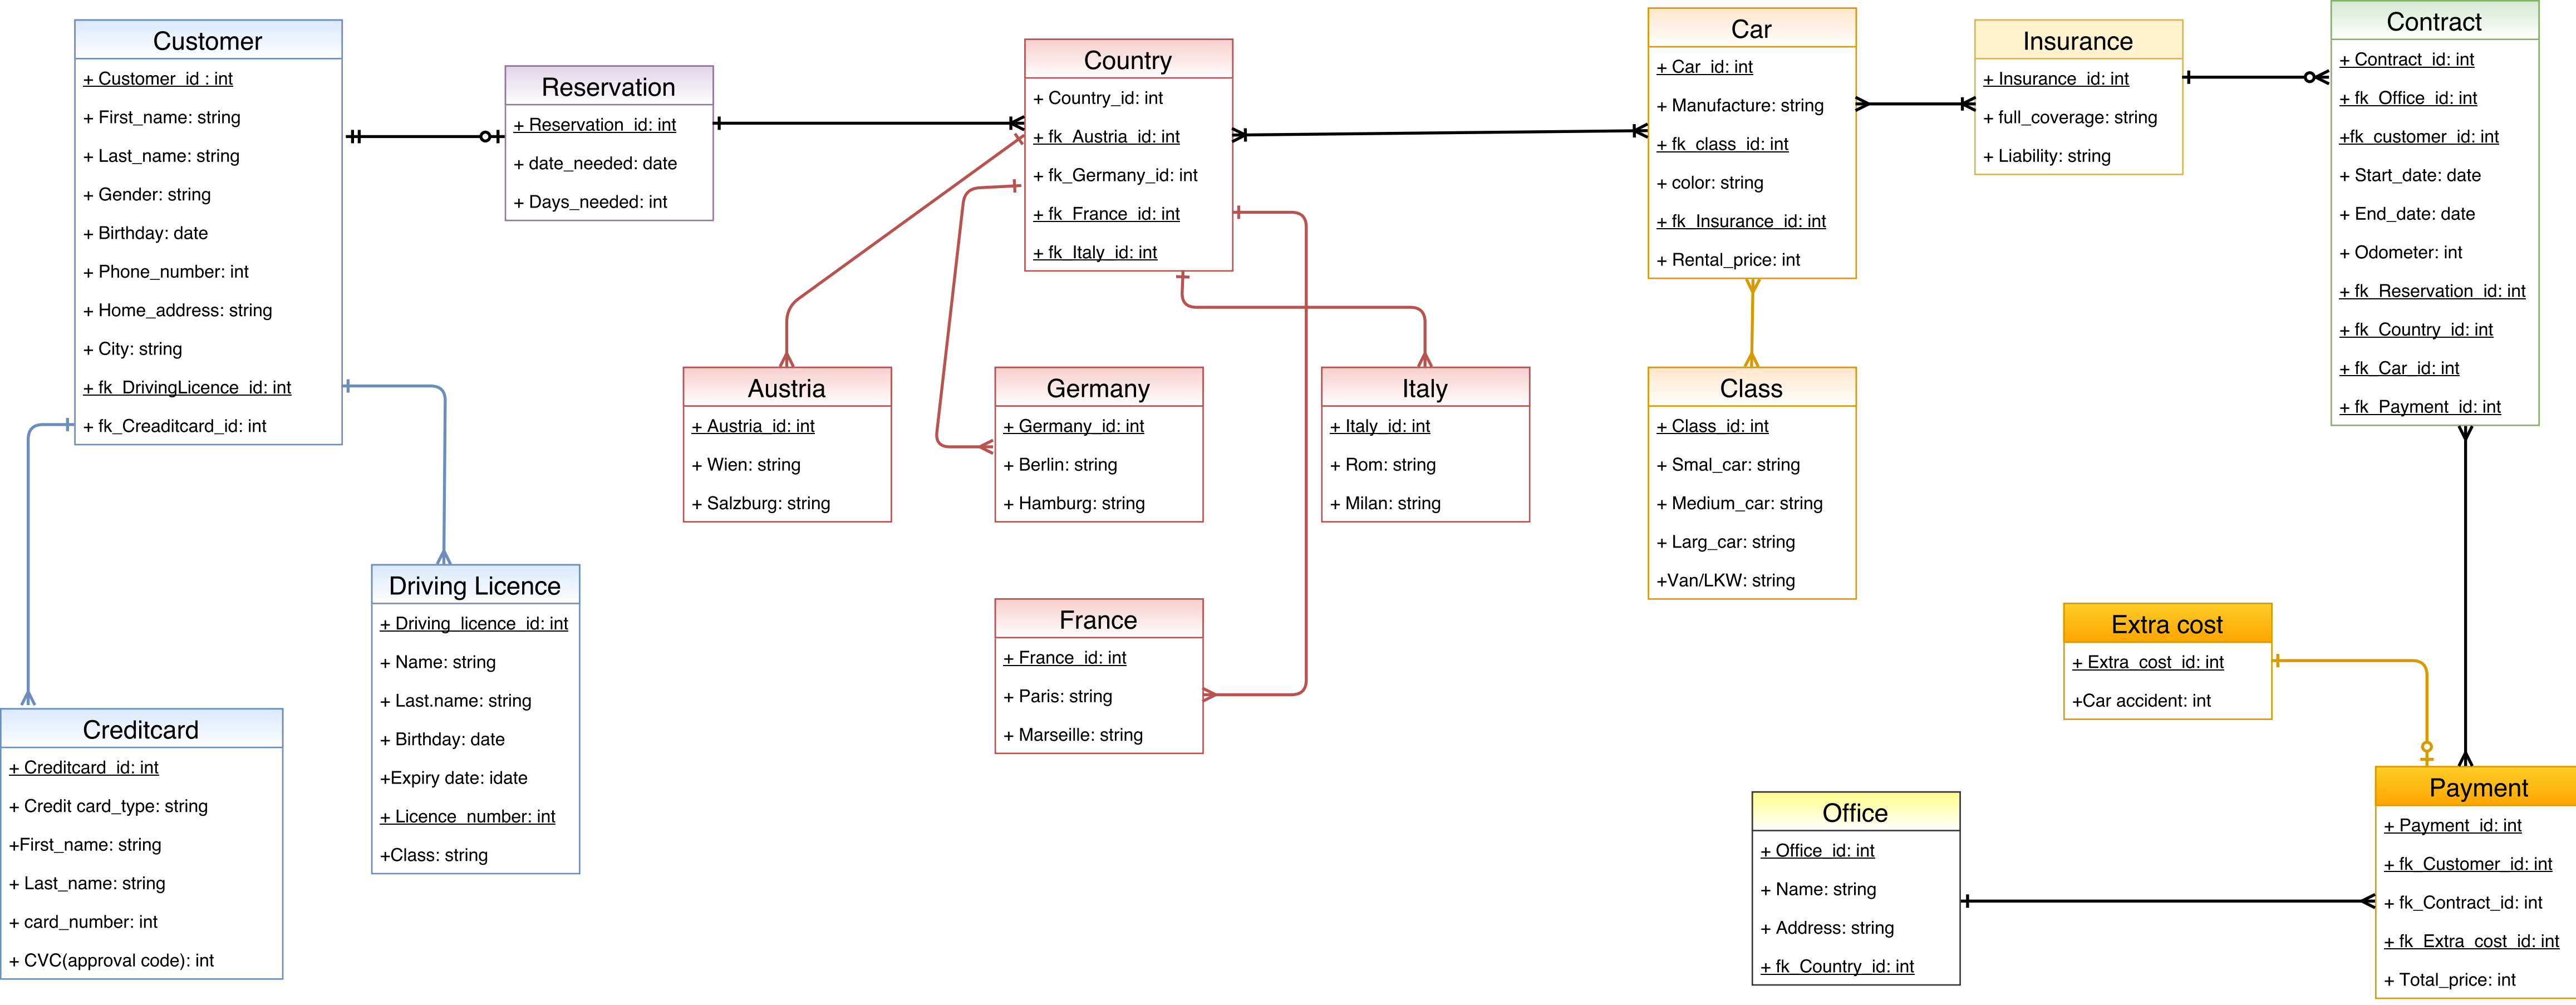 Customer
+ Customer_id : int
+ First_name: string
+ Last_name: string
+ Gender: string
+ Birthday: date
+ Phone_number: int
+ Home_address: string
+ City: string
+ fk_DrivingLicence_id: int
+ fk_Creaditcard_id: int
Reservation
+ Reservation_id: int
+ date_needed: date
+ Days_needed: int
Country
+ Country_id: int
+ fk_Austria_id: int
+ fk_Germany_id: int
+ fk_France_id: int
+ fk_Italy_id: int
Car
+ Car_id: int
+ Manufacture: string
+ fk_class_id: int
+ color: string
+ fk_Insurance_id: int
+ Rental_price: int
Insurance
+ Insurance_id: int
+ full_coverage: string
+ Liability: string
Contract
+ Contract_id: int
+ fk_Office_id: int
+fk_customer_id: int
+ Start_date: date
+ End_date: date
+ Odometer: int
+ fk_Reservation_id: int
+ fk_Country_id: int
+ fk_Car_id: int
+ fk_Payment_id: int
Austria
+ Austria_id: int
+ Wien: string
+ Salzburg: string
Germany
+ Germany_id: int
+ Berlin: string
+ Hamburg: string
Italy
+ Italy_id: int
+ Rom: string
+ Milan: string
Class
+ Class_id: int
+ Smal_car: string
+ Medium_car: string
+ Larg_car: string
+Van/LKW: string
Driving Licence
+ Driving_licence_id: int
+ Name: string
+ Last.name: string
+ Birthday: date
+Expiry date: idate
+ Licence_number: int
+Class: string
France
+ France_id: int
+ Paris: string
+ Marseille: string
Extra cost
+ Extra_cost_id: int
+Car accident: int
Creditcard
+ Creditcard_id: int
+ Credit card_type: string
+First_name: string
+ Last_name: string
+ card_number: int
+ CVC(approval code): int
Office
+ Office_id: int
+ Name: string
+ Address: string
+ fk_Country_id: int
Payment
+ Payment_id: int
+ fk_Customer_id: int
+ fk_Contract_id: int
+ fk_Extra_cost_id: int
+ Total_price: int